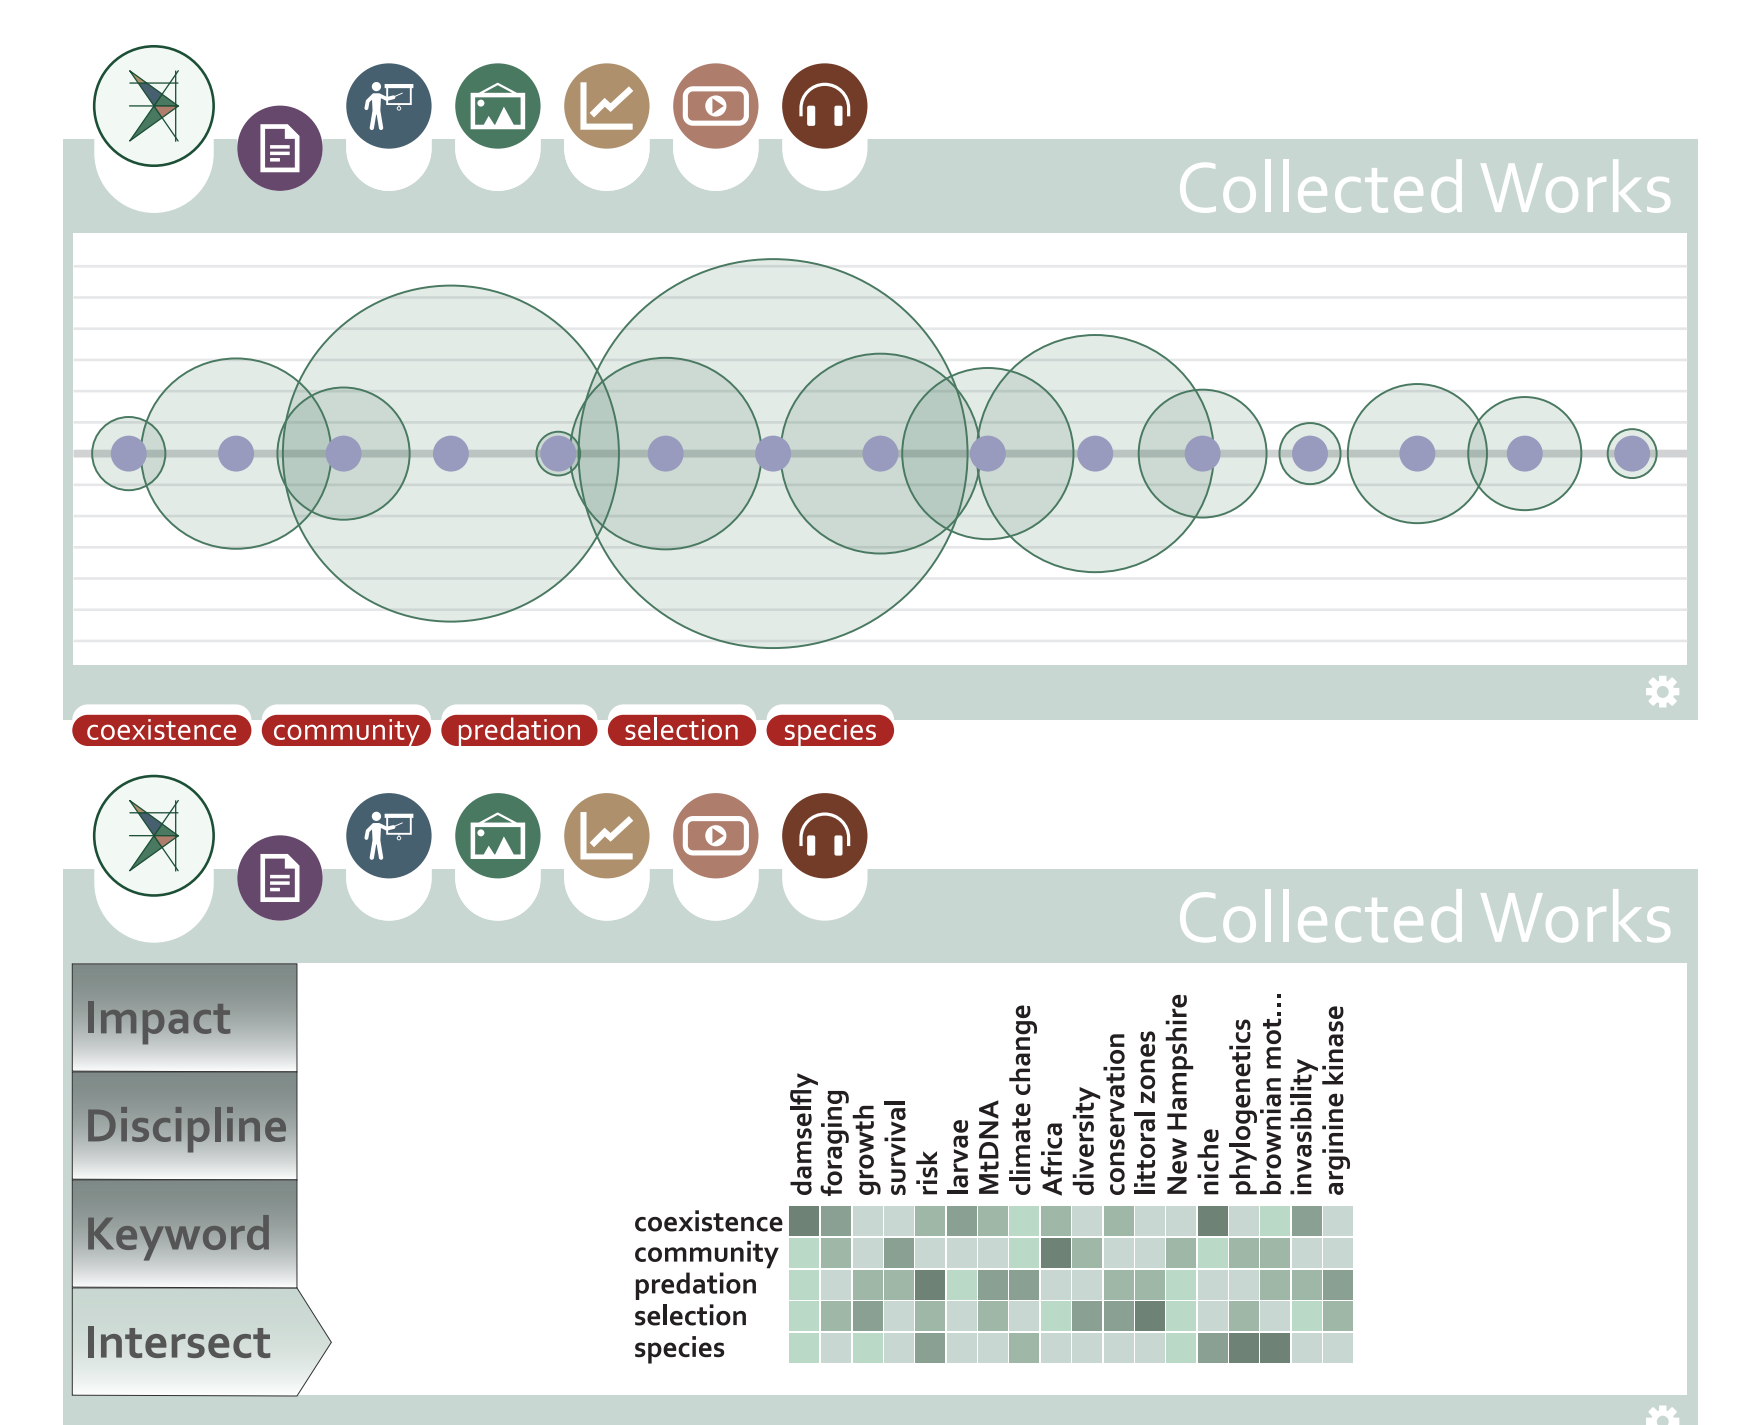 Collected Works
coexistence
community
predation
selection
species
Collected Works
Impact
Discipline
Keyword
Intersect
damselfly
foraging
growth
survival
risk
larvae
MtDNA
climate change
Africa
diversity
conservation
littoral zones
New Hampshire
niche
phylogenetics
brownian mot...
invasibility
arginine kinase
coexistence
community
predation
selection
species